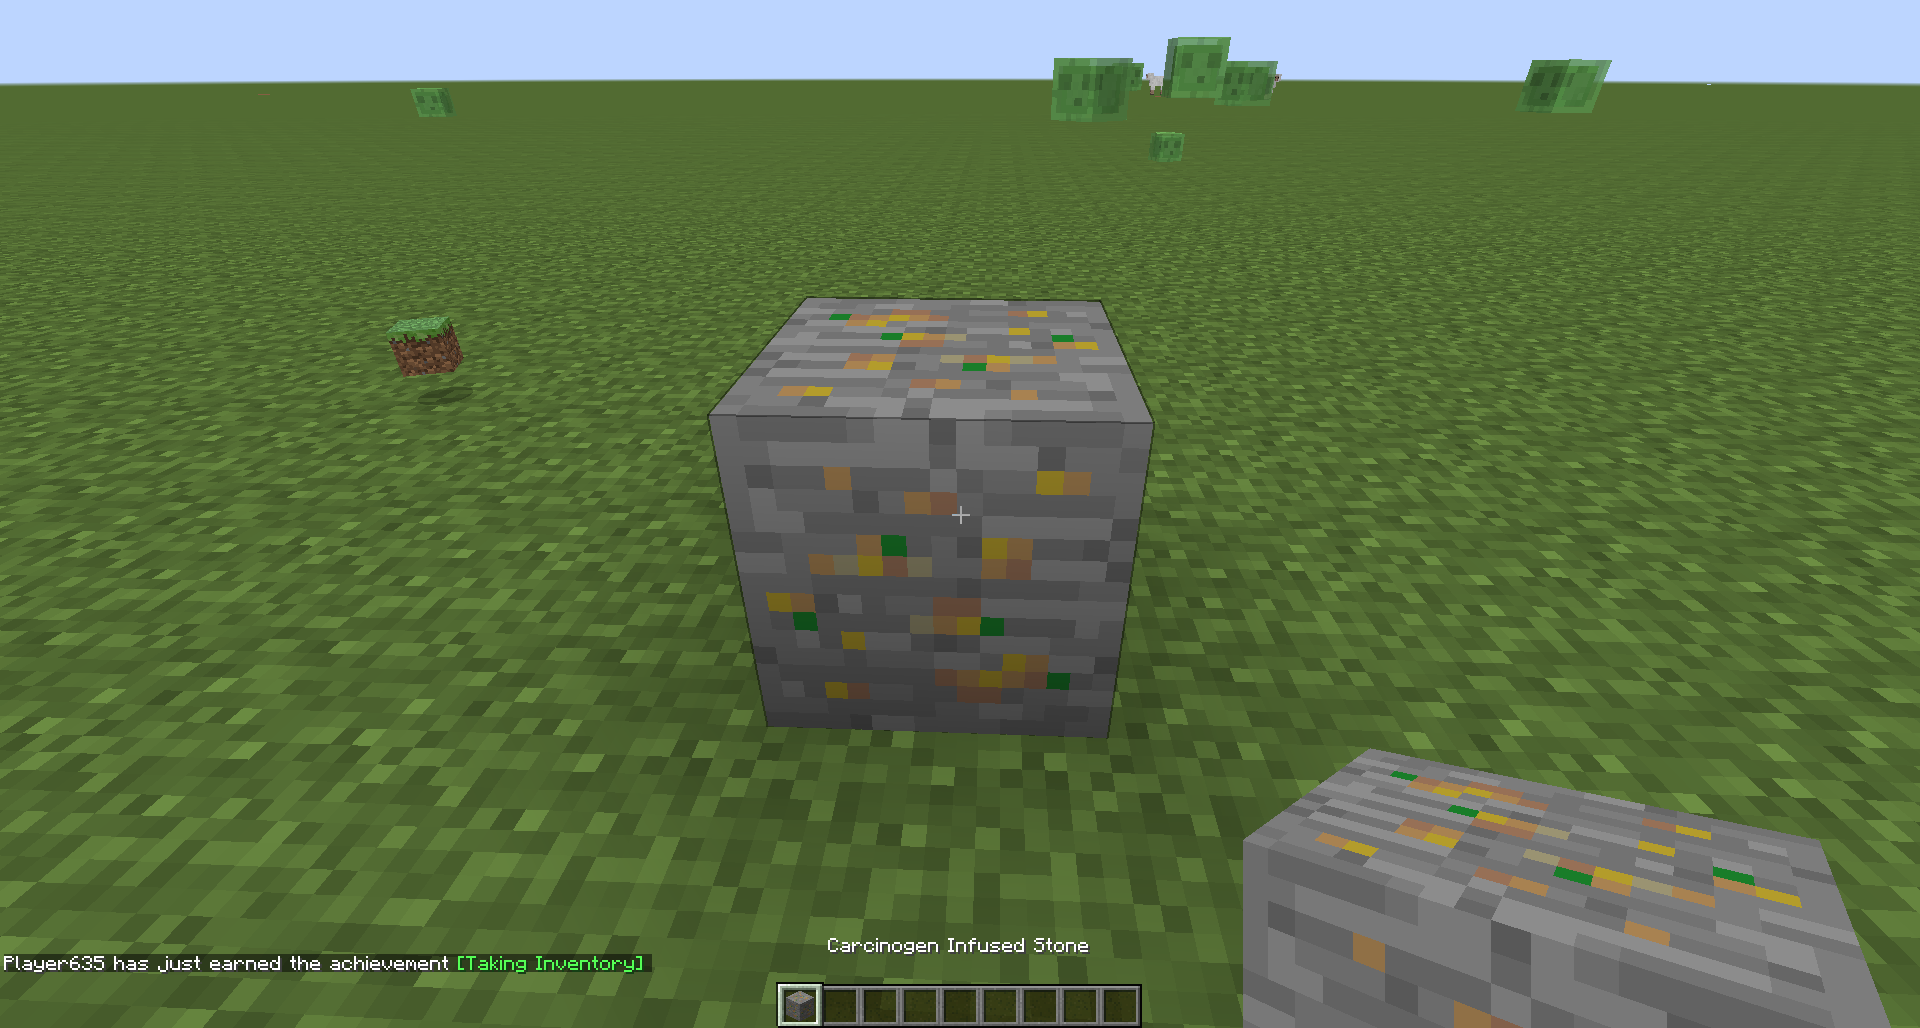 Carcinogen Infused Stone
Player635 has just earned the achievement [Taking Inventory]